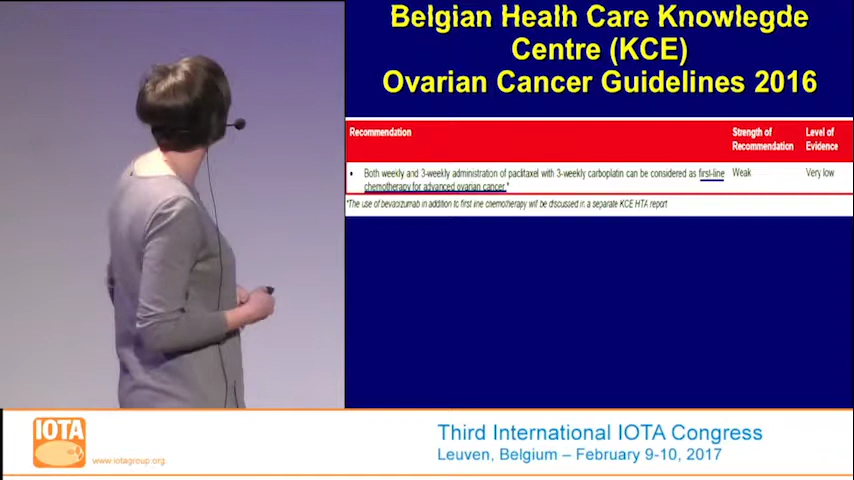 Belgian Healh Care Knowlegde
Centre (KCE)
Ovarian Cancer Guidelines 2016
Recommendation
Strength of
Recommendation
Level of
Evidence
• Both weekly and 3-weekly administration of paclitaxel with 3-weekly carboplatin can be considered as first-line
chemotherapy for advanced ovarian cancer.*
Weak
Very low
*The use of bevacizumab in addition to first line chemotherapy will be discussed in a separate KCE HTA report
IOTA
www.iotagroup.org
Third International IOTA Congress
Leuven, Belgium – February 9-10, 2017